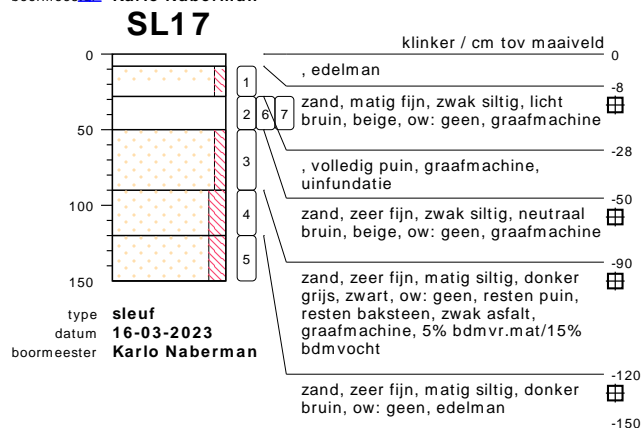 boormeester Karlo Naberman
SL17
klinker / cm tov maaiveld
0
0
, edelman
-8
1
zand, matig fijn, zwak siltig, licht
bruin, beige, ow: geen, graafmachine
2 6 7
50
-28
, volledig puin, graafmachine,
uinfundatie
3
-50
zand, zeer fijn, zwak siltig, neutraal
bruin, beige, ow: geen, graafmachine
100
4
-90
zand, zeer fijn, matig siltig, donker
grijs, zwart, ow: geen, resten puin,
resten baksteen, zwak asfalt,
graafmachine, 5% bdmvr.mat/15%
bdmvocht
5
150
type sleuf
datum 16-03-2023
boormeester Karlo Naberman
-120
zand, zeer fijn, matig siltig, donker
bruin, ow: geen, edelman
-150